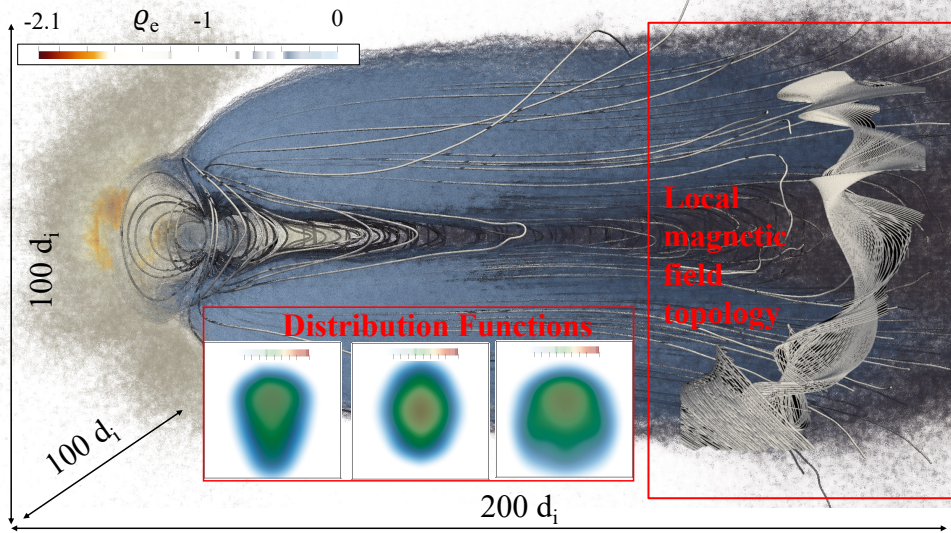 -2.1 ϱₑ -1 0
Local
magnetic
field
topology
100 dᵢ
Distribution Functions
100 dᵢ
200 dᵢ